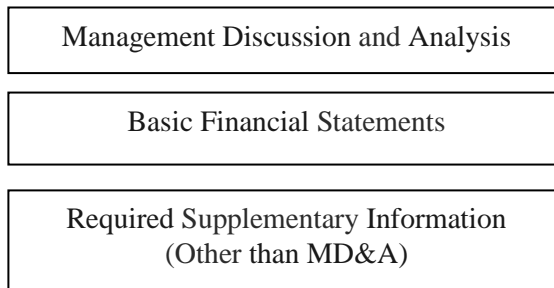 Management Discussion and Analysis
Basic Financial Statements
Required Supplementary Information
(Other than MD&A)